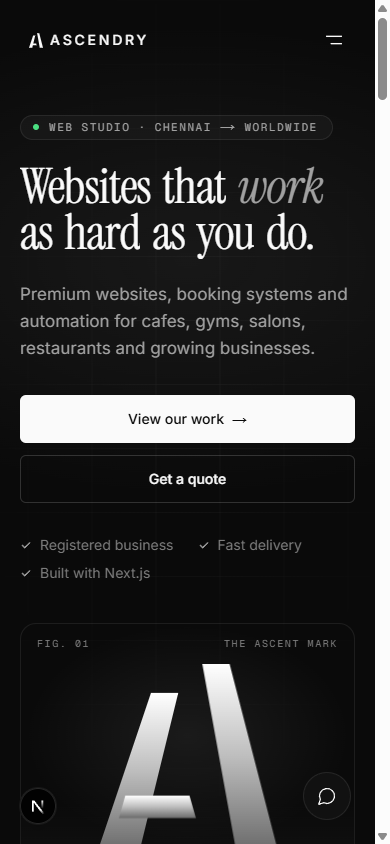 ASCENDRY
WEB STUDIO · CHENNAI ⟶ WORLDWIDE
Websites that work
as hard as you do.
Premium websites, booking systems and
automation for cafes, gyms, salons,
restaurants and growing businesses.
View our work →
Get a quote
✓ Registered business ✓ Fast delivery
✓ Built with Next.js
FIG. 01 THE ASCENT MARK
N